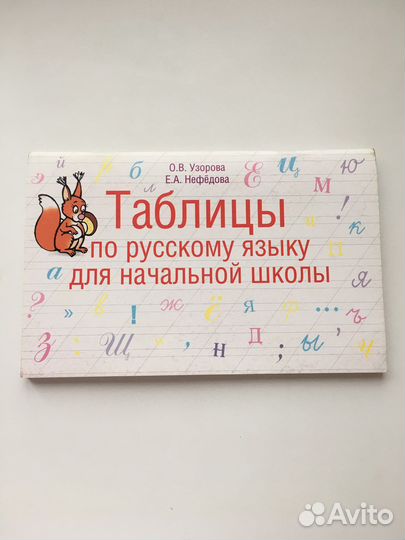 О.В. Узорова
Е.А. Нефёдова
Таблицы
по русскому языку
для начальной школы
Avito